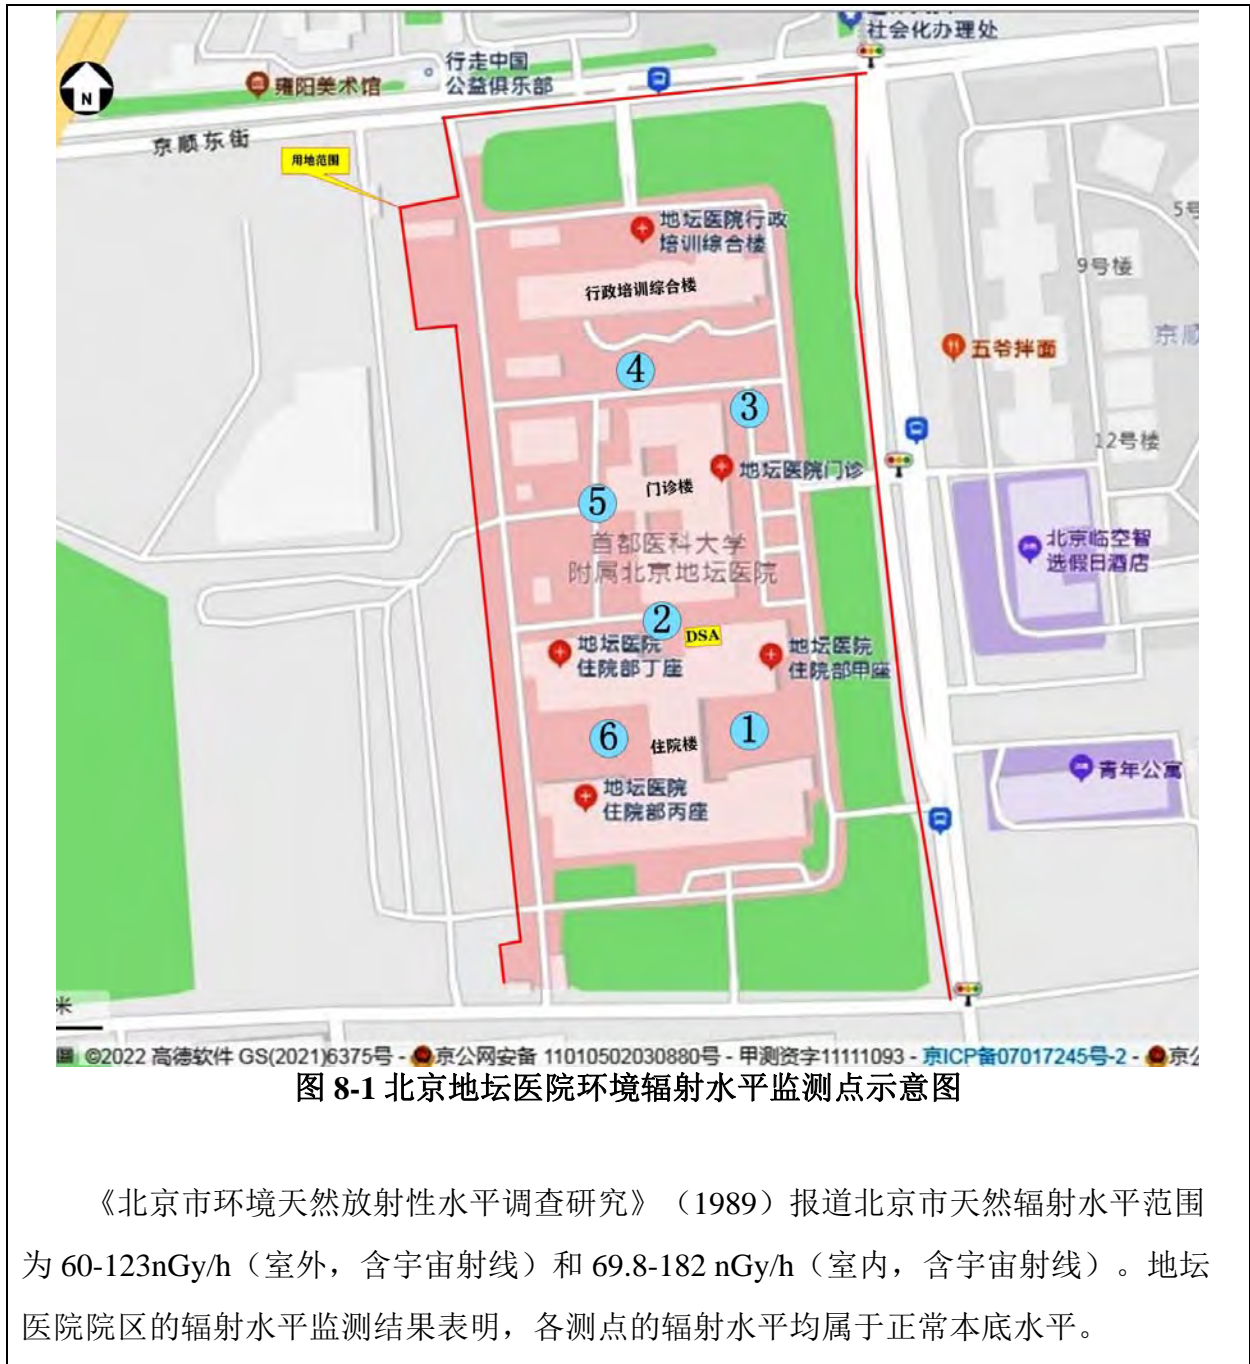 社会化办理处
行走中国
公益俱乐部
雍阳美术馆
N
京顺东街
用地范围
5号
地坛医院行政
培训综合楼
9号楼
行政培训综合楼
京顺
五爷拌面
4
3
12号楼
地坛医院门诊
门诊楼
5
首都医科大学
附属北京地坛医院
北京临空智
选假日酒店
2
DSA
地坛医院
住院部丁座
地坛医院
住院部甲座
6
住院楼
1
青年公寓
地坛医院
住院部丙座
米
©2022 高德软件 GS(2021)6375号 - 京公网安备 11010502030880号 - 甲测资字11111093 - 京ICP备07017245号-2 - 京公
图 8-1 北京地坛医院环境辐射水平监测点示意图
《北京市环境天然放射性水平调查研究》（1989）报道北京市天然辐射水平范围
为 60-123nGy/h（室外，含宇宙射线）和 69.8-182 nGy/h（室内，含宇宙射线）。地坛
医院院区的辐射水平监测结果表明，各测点的辐射水平均属于正常本底水平。